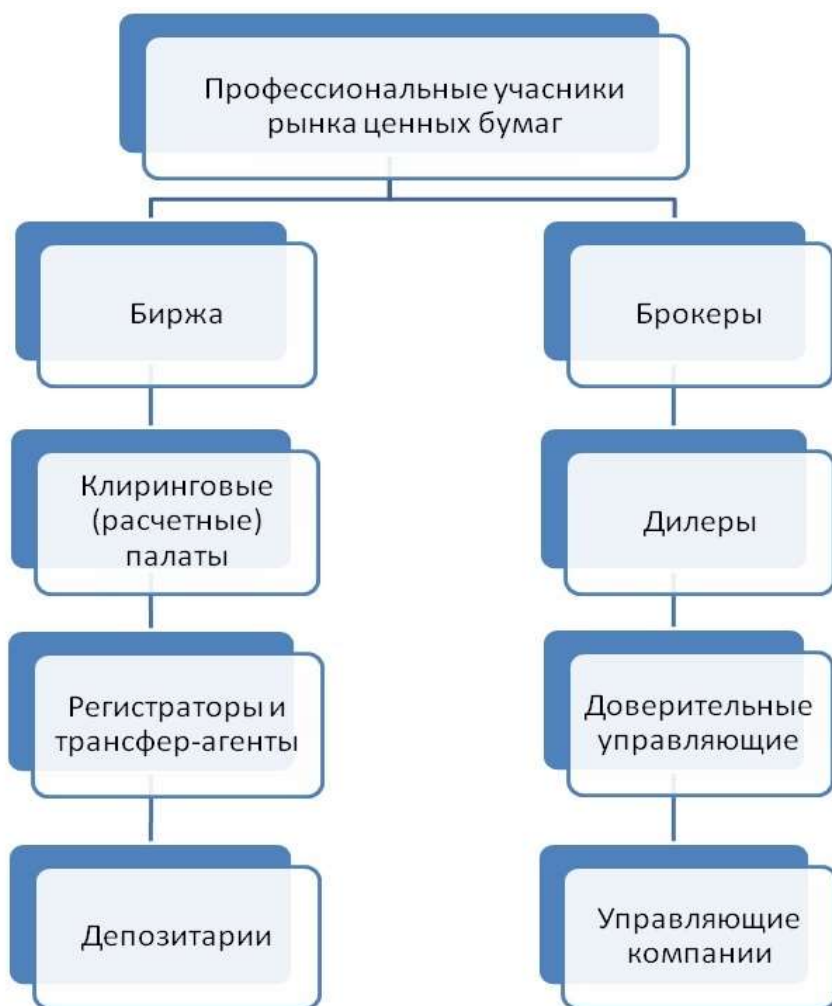 Профессиональные учасники
рынка ценных бумаг
Биржа
Брокеры
Клиринговые
(расчетные)
палаты
Дилеры
Регистраторы и
трансфер-агенты
Доверительные
управляющие
Депозитарии
Управляющие
компании